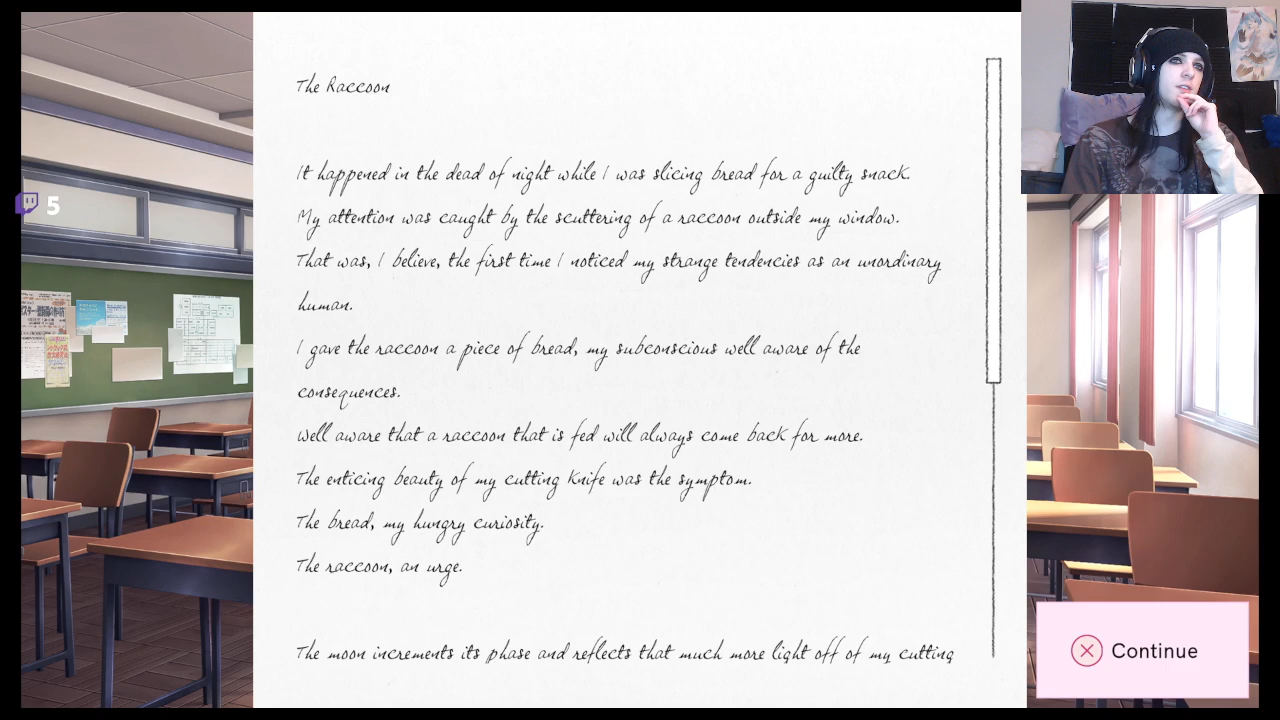 The Raccoon
It happened in the dead of night while I was slicing bread for a guilty snack
My attention was caught by the scuttering of a raccoon outside my window.
That was, I believe, the first time I noticed my strange tendencies as an unordinary
human.
I gave the raccoon a piece of bread, my subconscious well aware of the
consequences.
Well aware that a raccoon that is fed will always come back for more.
The enticing beauty of my cutting knife was the symptom.
The bread, my hungry curiosity.
The raccoon, an urge.
The moon increments its phase and reflects that much more light off of my cutting
5
Continue